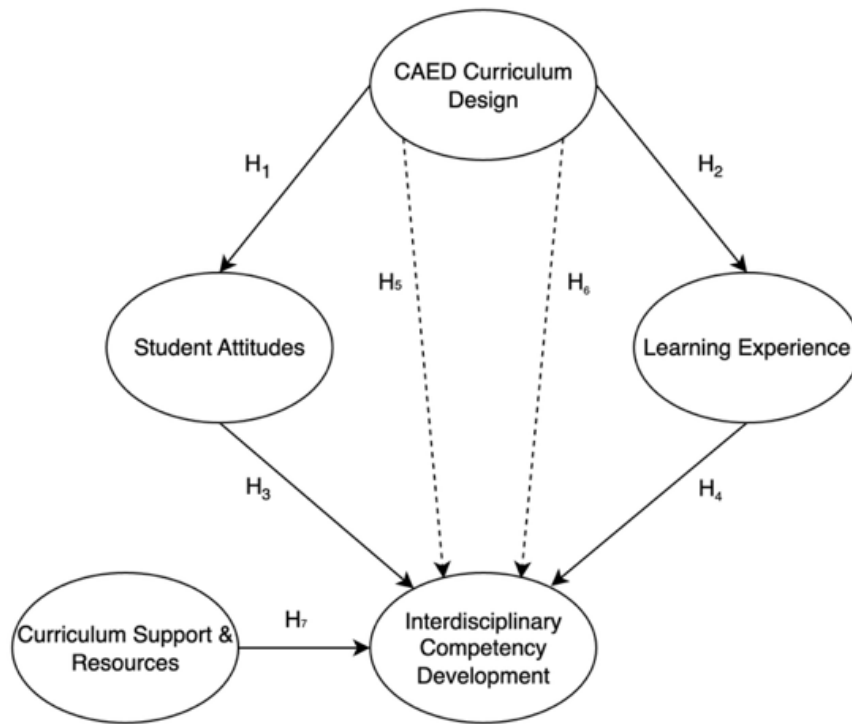 CAED Curriculum
Design
H₁
H₂
H₅
H₆
Student Attitudes
Learning Experience
H₃
H₄
Curriculum Support &
Resources
H₇
Interdisciplinary
Competency
Development